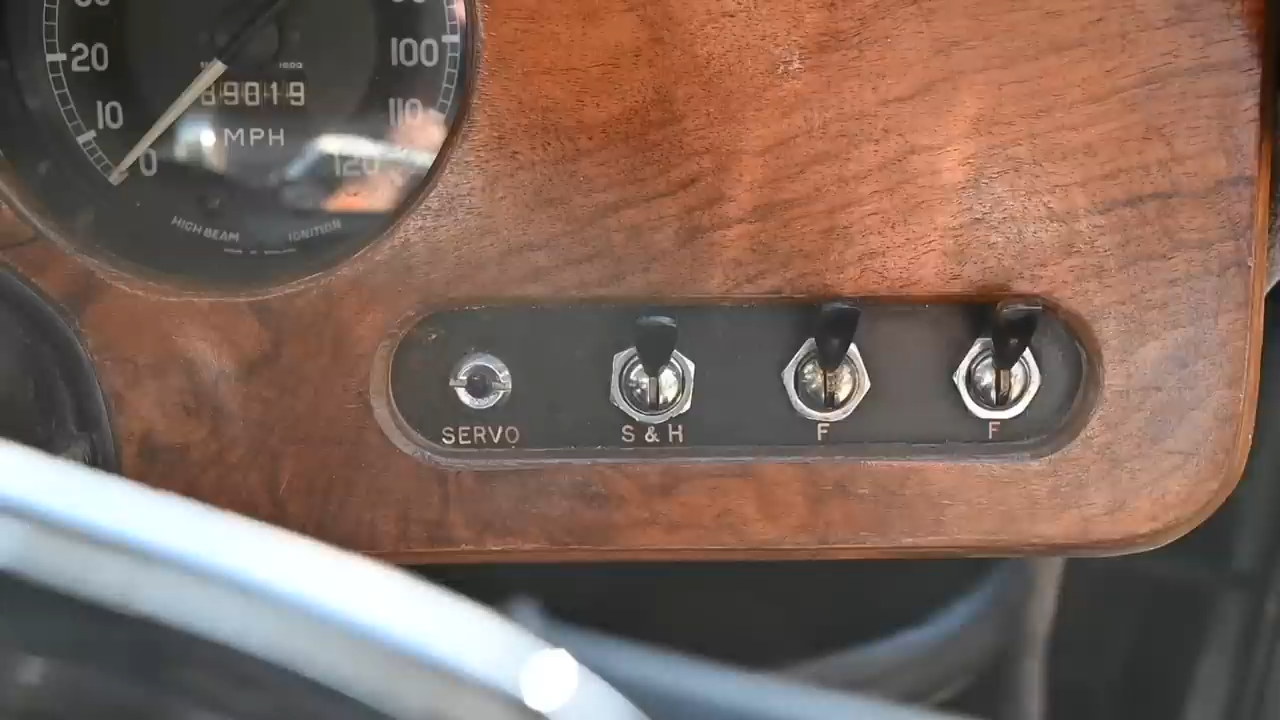 20
100
89019
10
110
MPH
0
120
HIGH BEAM
IGNITION
SERVO
S & H
F
F